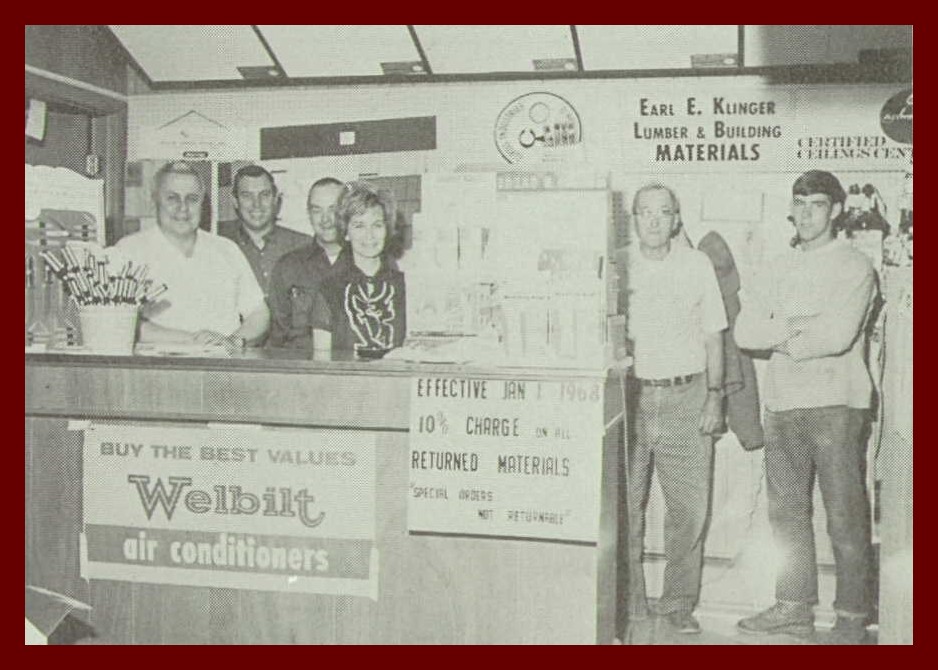 EARL E. KLINGER
LUMBER & BUILDING
MATERIALS
CERTIFIED
CEILINGS
EFFECTIVE JAN 1 1968
10% CHARGE ON ALL
RETURNED MATERIALS
"SPECIAL ORDERS
NOT RETURNABLE"
BUY THE BEST VALUES
Welbilt
air conditioners